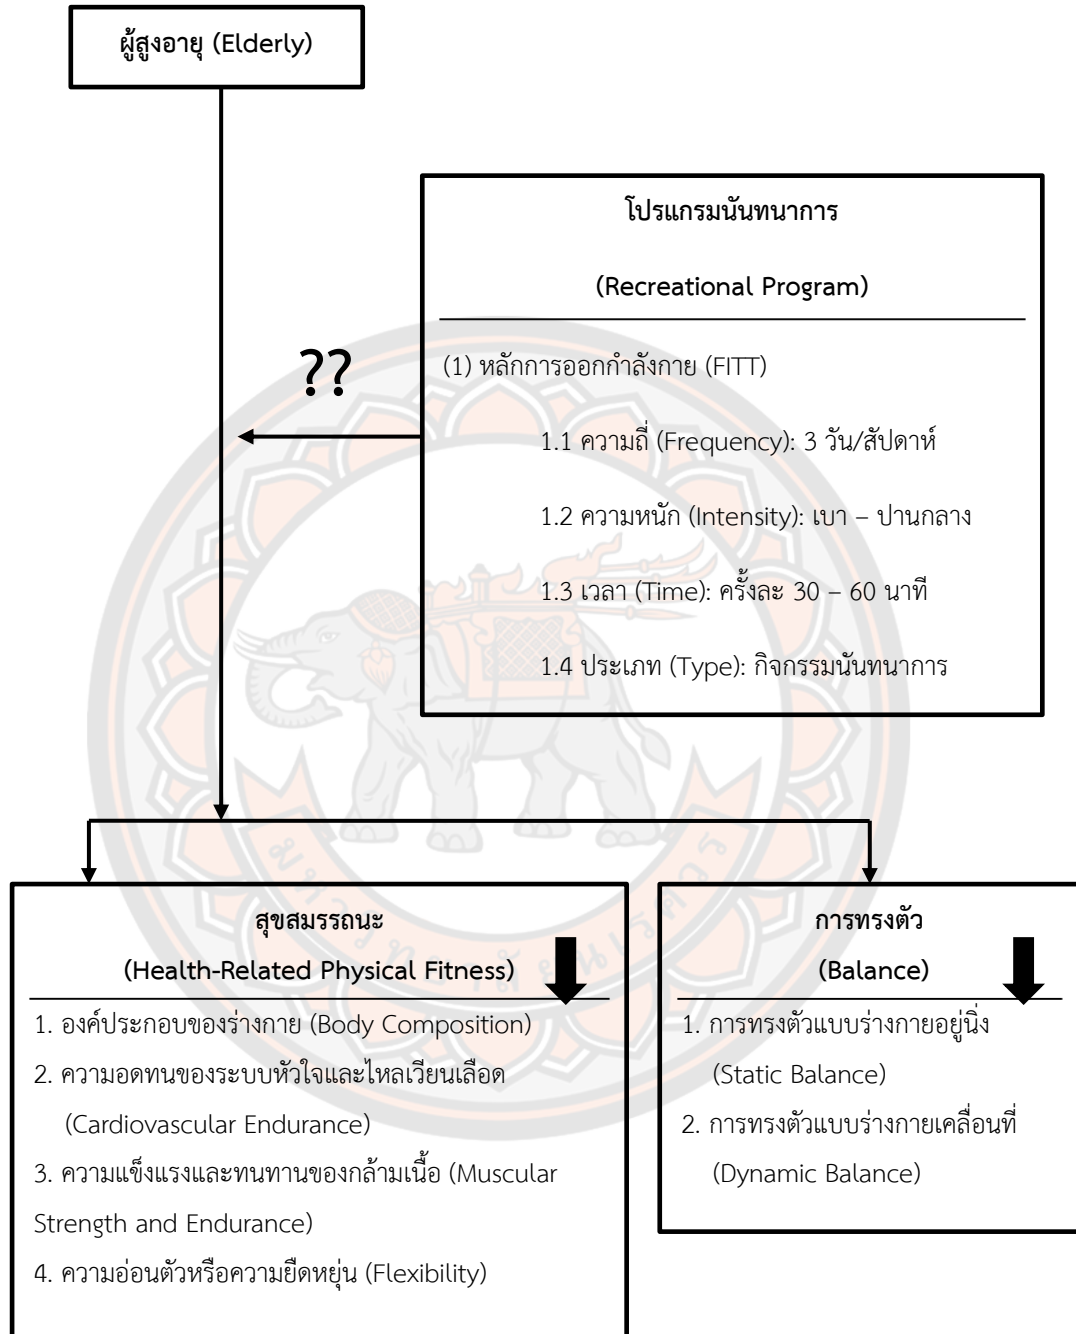 ผู้สูงอายุ (Elderly)
โปรแกรมนันทนาการ
(Recreational Program)
??
(1) หลักการออกกำลังกาย (FITT)
1.1 ความถี่ (Frequency): 3 วัน/สัปดาห์
1.2 ความหนัก (Intensity): เบา – ปานกลาง
1.3 เวลา (Time): ครั้งละ 30 – 60 นาที
1.4 ประเภท (Type): กิจกรรมนันทนาการ
สุขสมรรถนะ
(Health-Related Physical Fitness)
1. องค์ประกอบของร่างกาย (Body Composition)
2. ความอดทนของระบบหัวใจและไหลเวียนเลือด
(Cardiovascular Endurance)
3. ความแข็งแรงและทนทานของกล้ามเนื้อ (Muscular
Strength and Endurance)
4. ความอ่อนตัวหรือความยืดหยุ่น (Flexibility)
การทรงตัว
(Balance)
1. การทรงตัวแบบร่างกายอยู่นิ่ง
(Static Balance)
2. การทรงตัวแบบร่างกายเคลื่อนที่
(Dynamic Balance)
มหาวิทยาลัยนเรศวร